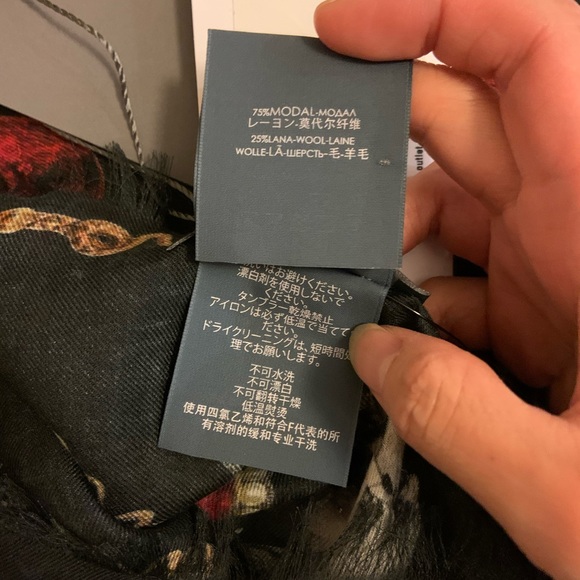 75%MODAL-МОДАЛ
レーヨン-莫代尔纤维
25%LANA-WOOL-LAINE
WOLLE-LÃ-ШЕРСТЬ-毛-羊毛
outlet
洗いはお避けください。
漂白剤を使用しないで
ください。
タンブラー乾燥禁止
アイロンは必ず低温で当てて
ださい。
ドライクリーニングは、短時間処
理でお願いします。
不可水洗
不可漂白
不可翻转干燥
低温熨烫
使用四氯乙烯和符合F代表的所
有溶剂的缓和专业干洗